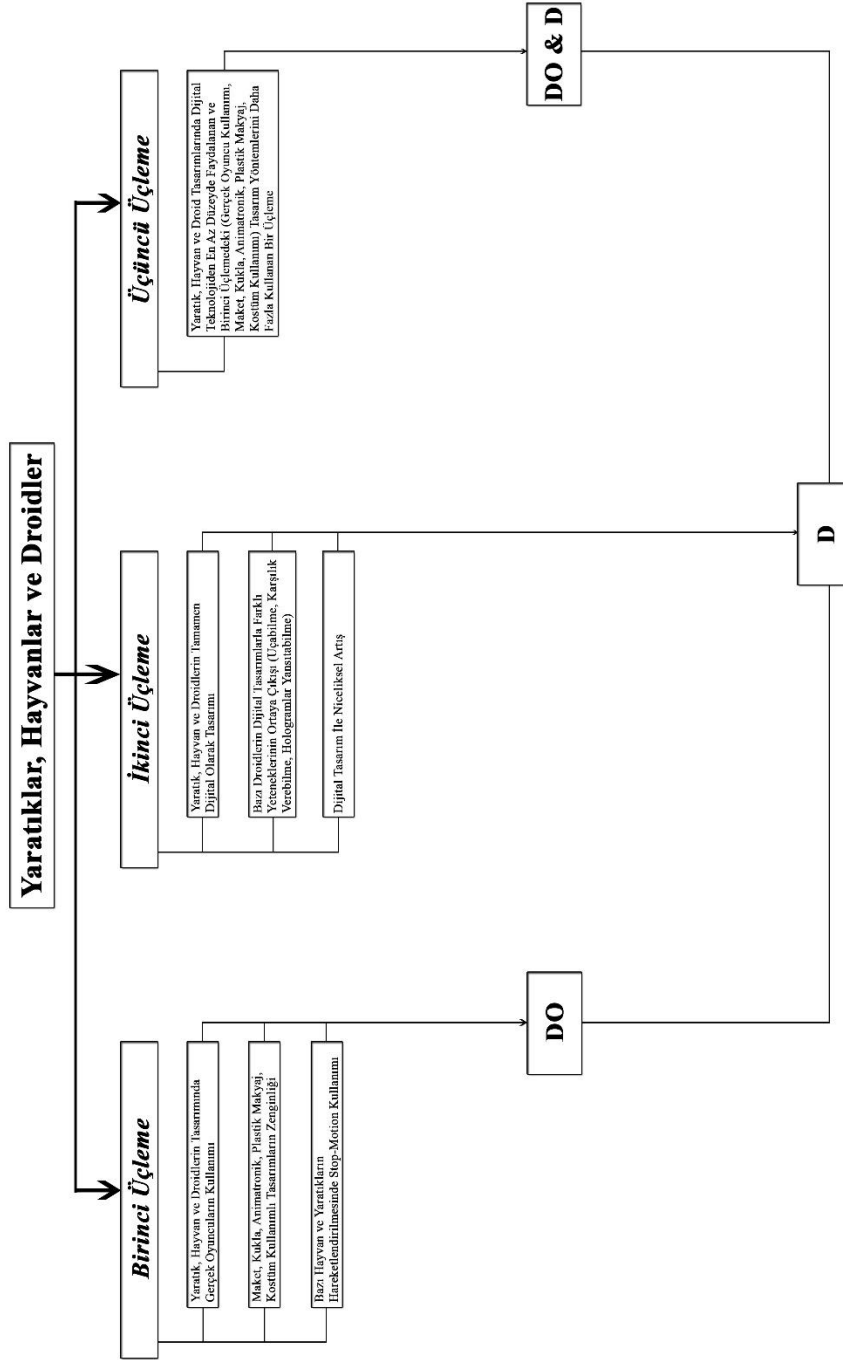 Yaratıklar, Hayvanlar ve Droidler
Birinci Üçleme
Yaratık, Hayvan ve Droidlerin Tasarımında
Gerçek Oyuncuların Kullanımı
Maket, Kukla, Animatronik, Plastik Makyaj,
Kostüm Kullanımlı Tasarımların Zenginliği
Bazı Hayvan ve Yaratıkların
Hareketlendirilmesinde Stop-Motion Kullanımı
DO
İkinci Üçleme
Yaratık, Hayvan ve Droidlerin Tamamen
Dijital Olarak Tasarımı
Bazı Droidlerin Dijital Tasarımlarla Farklı
Yeteneklerinin Ortaya Çıkışı (Uçabilme, Karşılık
Verebilme, Hologramlar Yansıtabilme)
Dijital Tasarım İle Niceliksel Artış
D
Üçüncü Üçleme
Yaratık, Hayvan ve Droid Tasarımlarında Dijital
Teknolojiden En Az Düzeyde Faydalanan ve
Birinci Üçlemedeki (Gerçek Oyuncu Kullanımı,
Maket, Kukla, Animatronik, Plastik Makyaj,
Kostüm Kullanımı) Tasarım Yöntemlerini Daha
Fazla Kullanan Bir Üçleme
DO & D